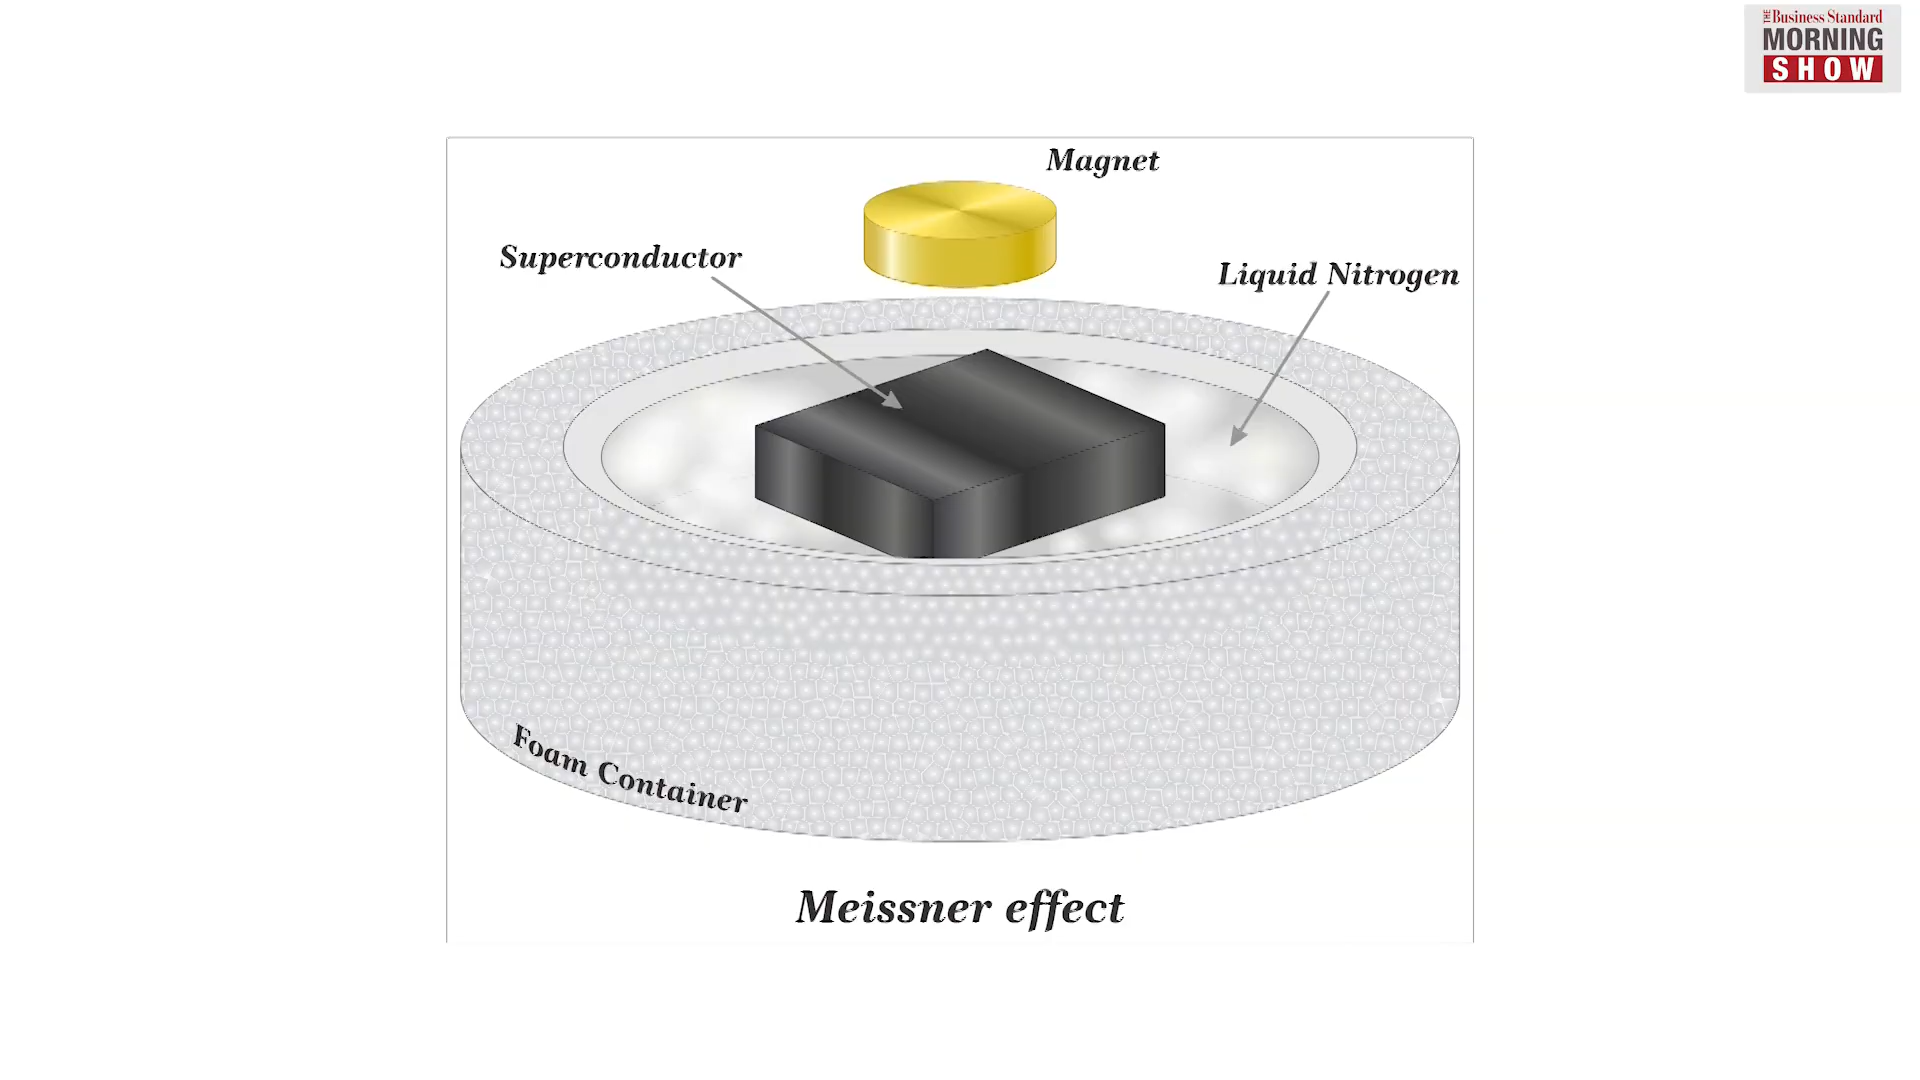 THE Business Standard
MORNING
SHOW
Magnet
Superconductor
Liquid Nitrogen
Foam Container
Meissner effect